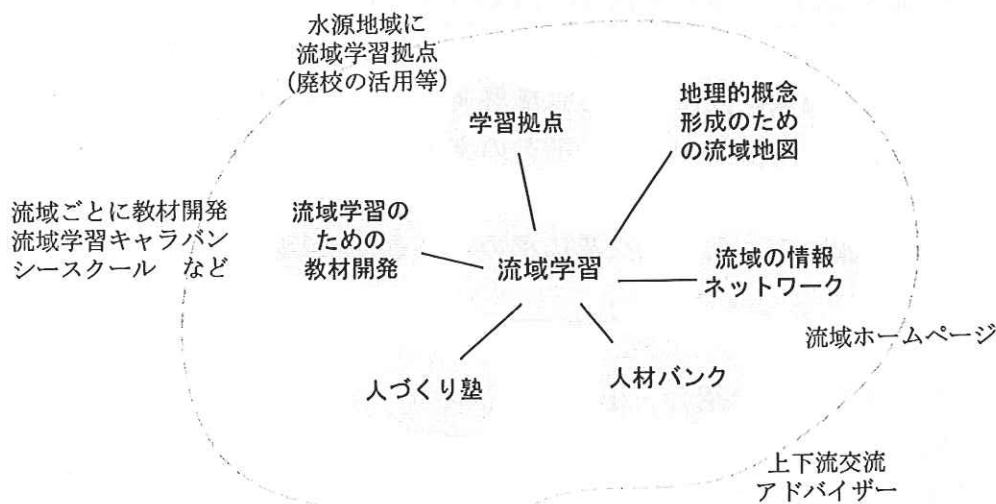 水源地域に
流域学習拠点
(廃校の活用等)
学習拠点
地理的概念
形成のため
の流域地図
流域ごとに教材開発
流域学習キャラバン
シースクール　など
流域学習の
ための
教材開発
流域学習
流域の情報
ネットワーク
流域ホームページ
人づくり塾
人材バンク
上下流交流
アドバイザー